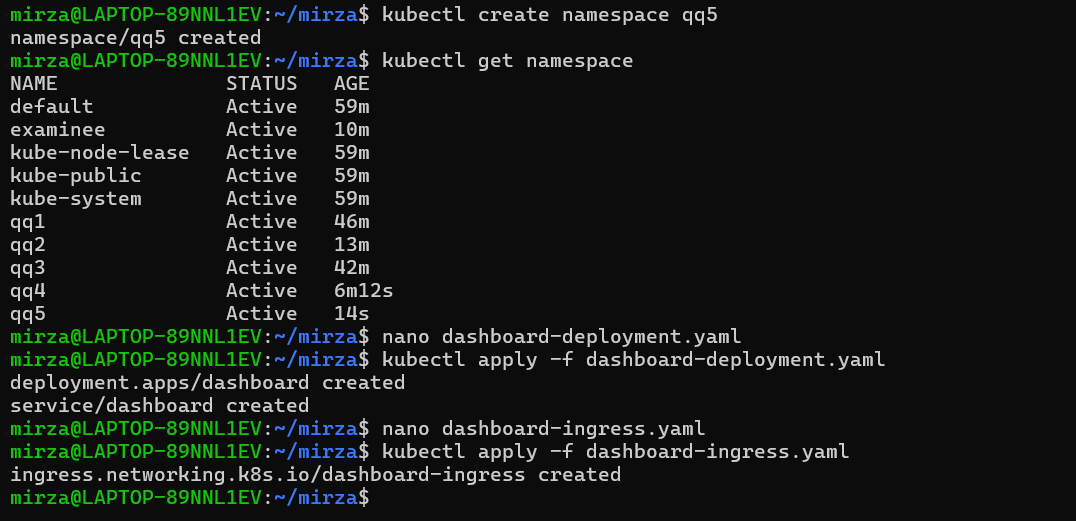 mirza@LAPTOP-89NNL1EV:~/mirza$ kubectl create namespace qq5
namespace/qq5 created
mirza@LAPTOP-89NNL1EV:~/mirza$ kubectl get namespace
NAME              STATUS   AGE
default           Active   59m
examinee          Active   10m
kube-node-lease   Active   59m
kube-public       Active   59m
kube-system       Active   59m
qq1               Active   46m
qq2               Active   13m
qq3               Active   42m
qq4               Active   6m12s
qq5               Active   14s
mirza@LAPTOP-89NNL1EV:~/mirza$ nano dashboard-deployment.yaml
mirza@LAPTOP-89NNL1EV:~/mirza$ kubectl apply -f dashboard-deployment.yaml
deployment.apps/dashboard created
service/dashboard created
mirza@LAPTOP-89NNL1EV:~/mirza$ nano dashboard-ingress.yaml
mirza@LAPTOP-89NNL1EV:~/mirza$ kubectl apply -f dashboard-ingress.yaml
ingress.networking.k8s.io/dashboard-ingress created
mirza@LAPTOP-89NNL1EV:~/mirza$